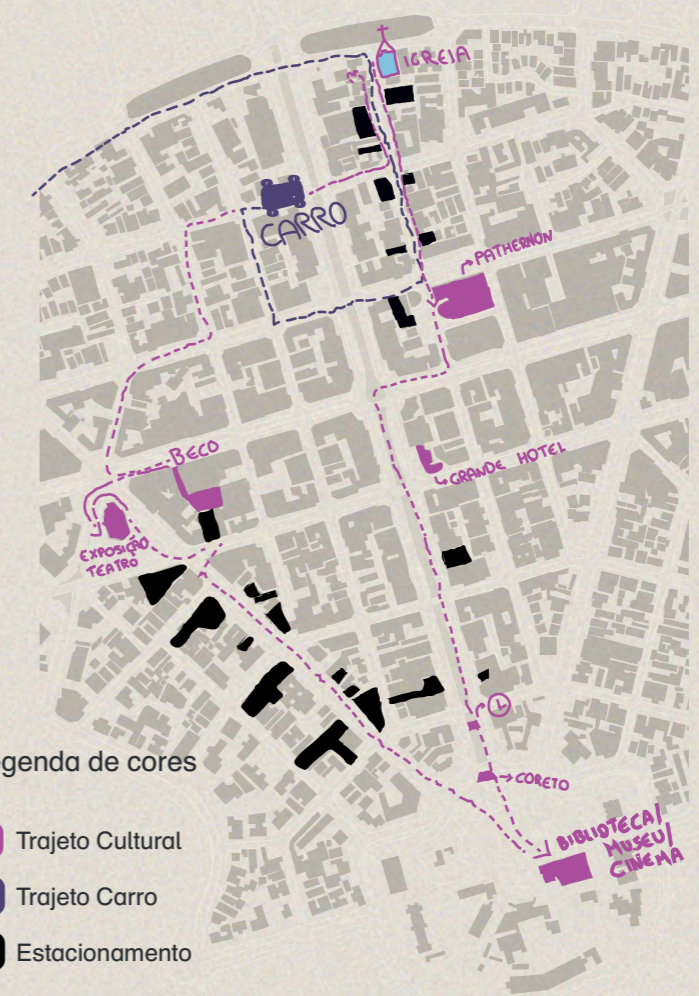 IGREJA
CARRO
PATHERNON
BECO
GRANDE HOTEL
EXPOSIÇÃO
TEATRO
CORETO
BIBLIOTECA/
MUSEU/
CINEMA
genda de cores
Trajeto Cultural
Trajeto Carro
Estacionamento